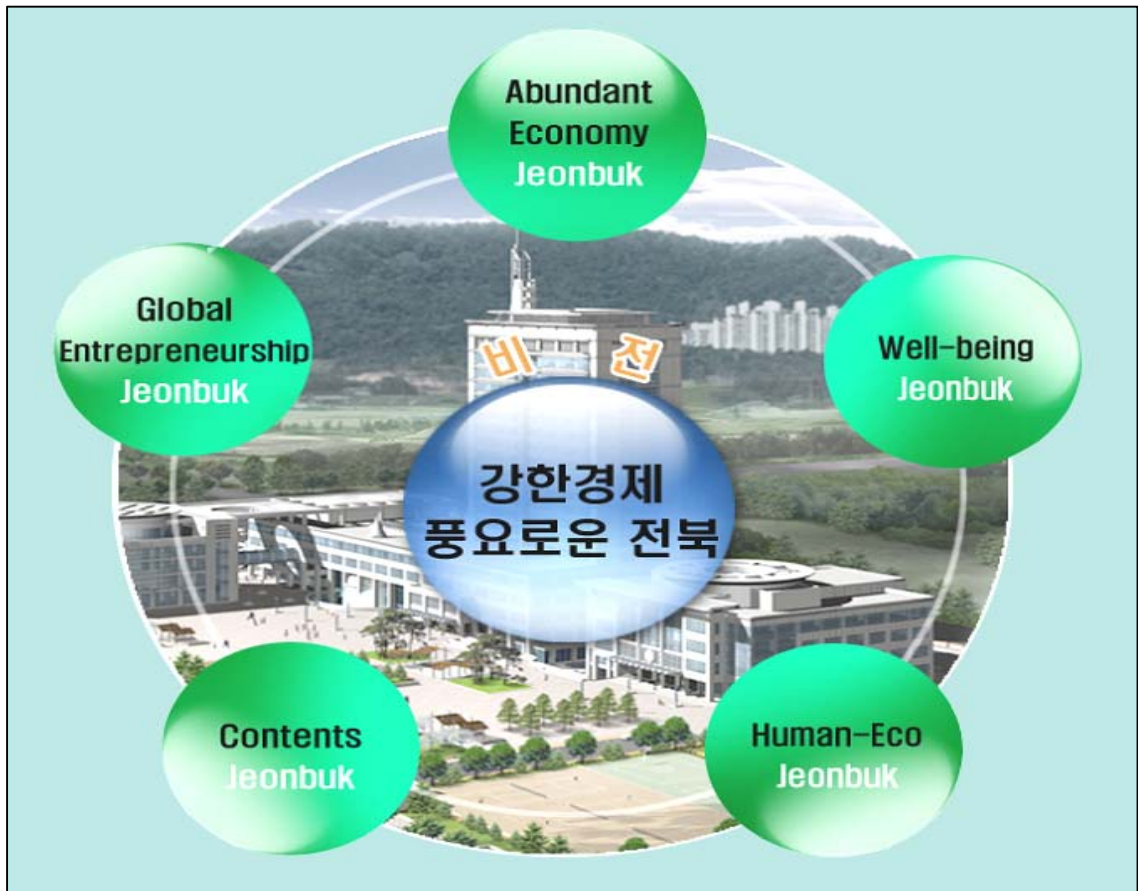 Abundant
Economy
Jeonbuk
Global
Entrepreneurship
Jeonbuk
Well-being
Jeonbuk
비 전
강한경제
풍요로운 전북
Contents
Jeonbuk
Human-Eco
Jeonbuk